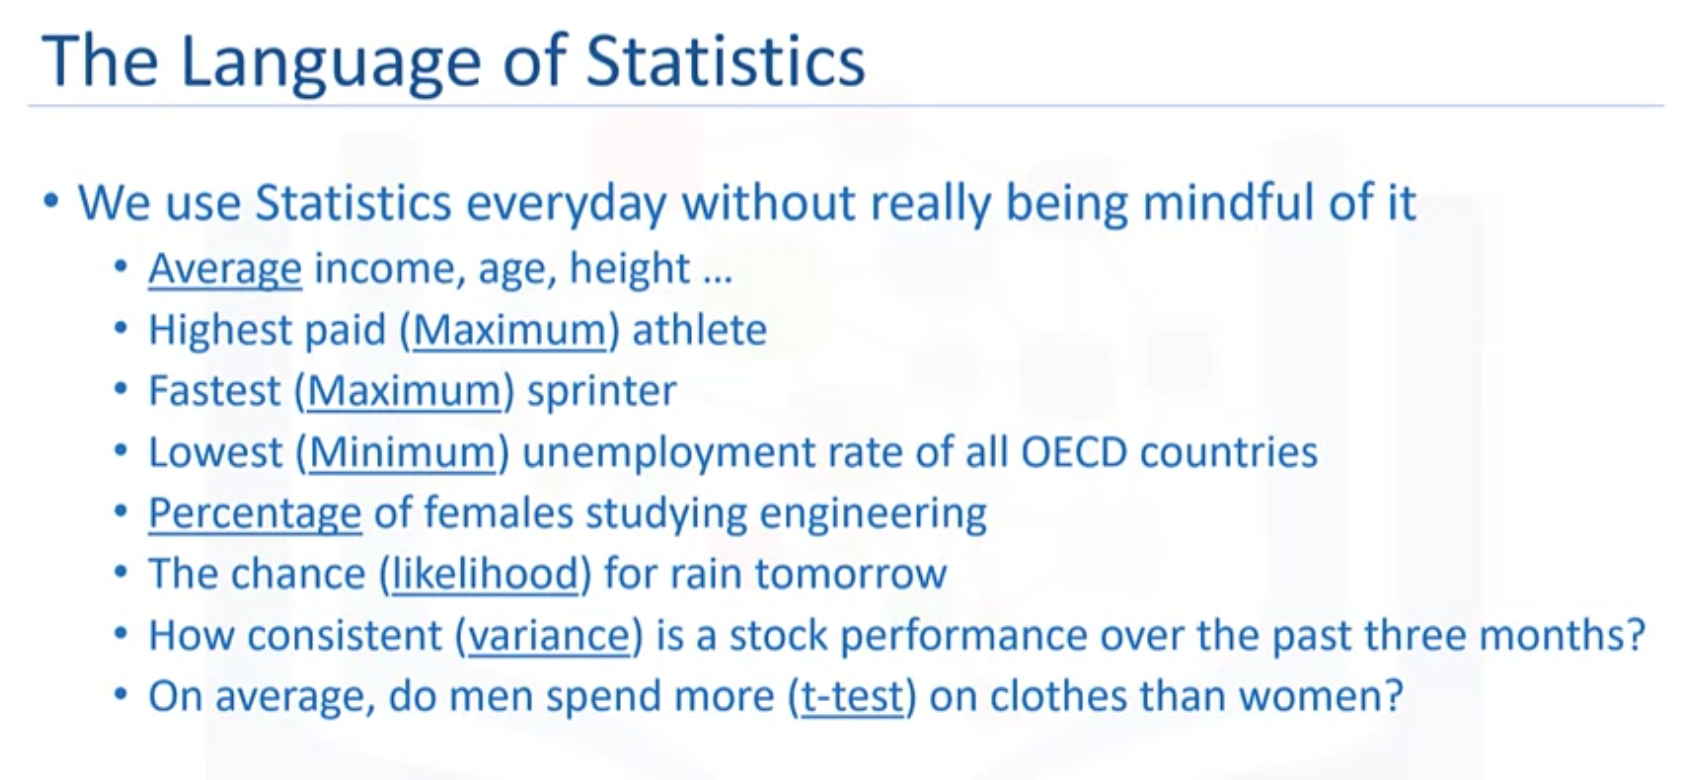 The Language of Statistics
• We use Statistics everyday without really being mindful of it
• Average income, age, height ...
• Highest paid (Maximum) athlete
• Fastest (Maximum) sprinter
• Lowest (Minimum) unemployment rate of all OECD countries
• Percentage of females studying engineering
• The chance (likelihood) for rain tomorrow
• How consistent (variance) is a stock performance over the past three months?
• On average, do men spend more (t-test) on clothes than women?